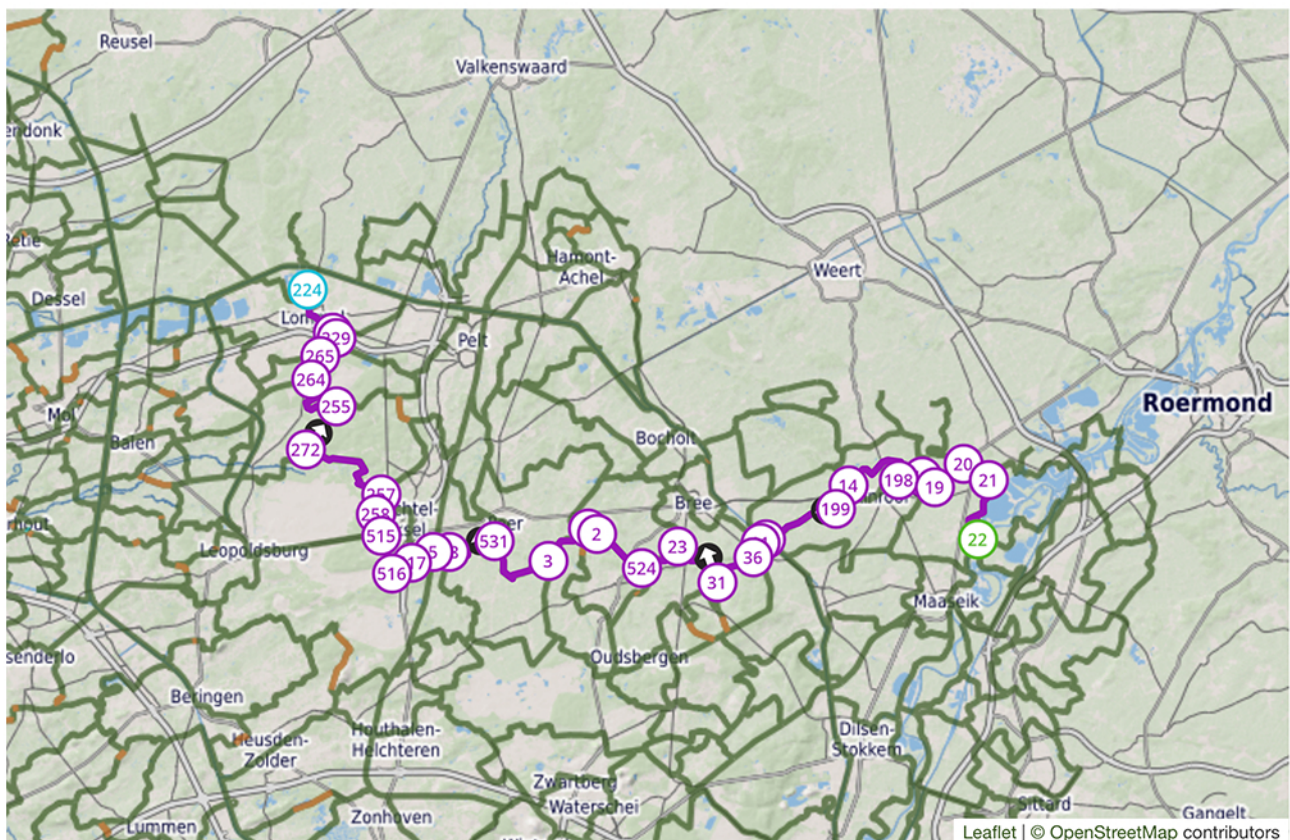 Reusel
Valkenswaard
endonk
Retie
Hamont-
Achel
Weert
224
Dessel
229
Pelt
265
Roermond
264
255
Mol
Bocholt
Balen
272
20
14
198
21
19
257
Bree
199
258
chtel-
rhout
515
531
2
22
Leopoldsburg
5
23
3
17
524
36
516
31
Maaseik
senderlo
Oudsbergen
Beringen
Heusden-
Zolder
Houthalen-
Helchteren
Dilsen-
Stokkem
Zwartberg
Waterschei
Zonhoven
Sittard
Gangelt
Lummen
Leaflet | © OpenStreetMap contributors